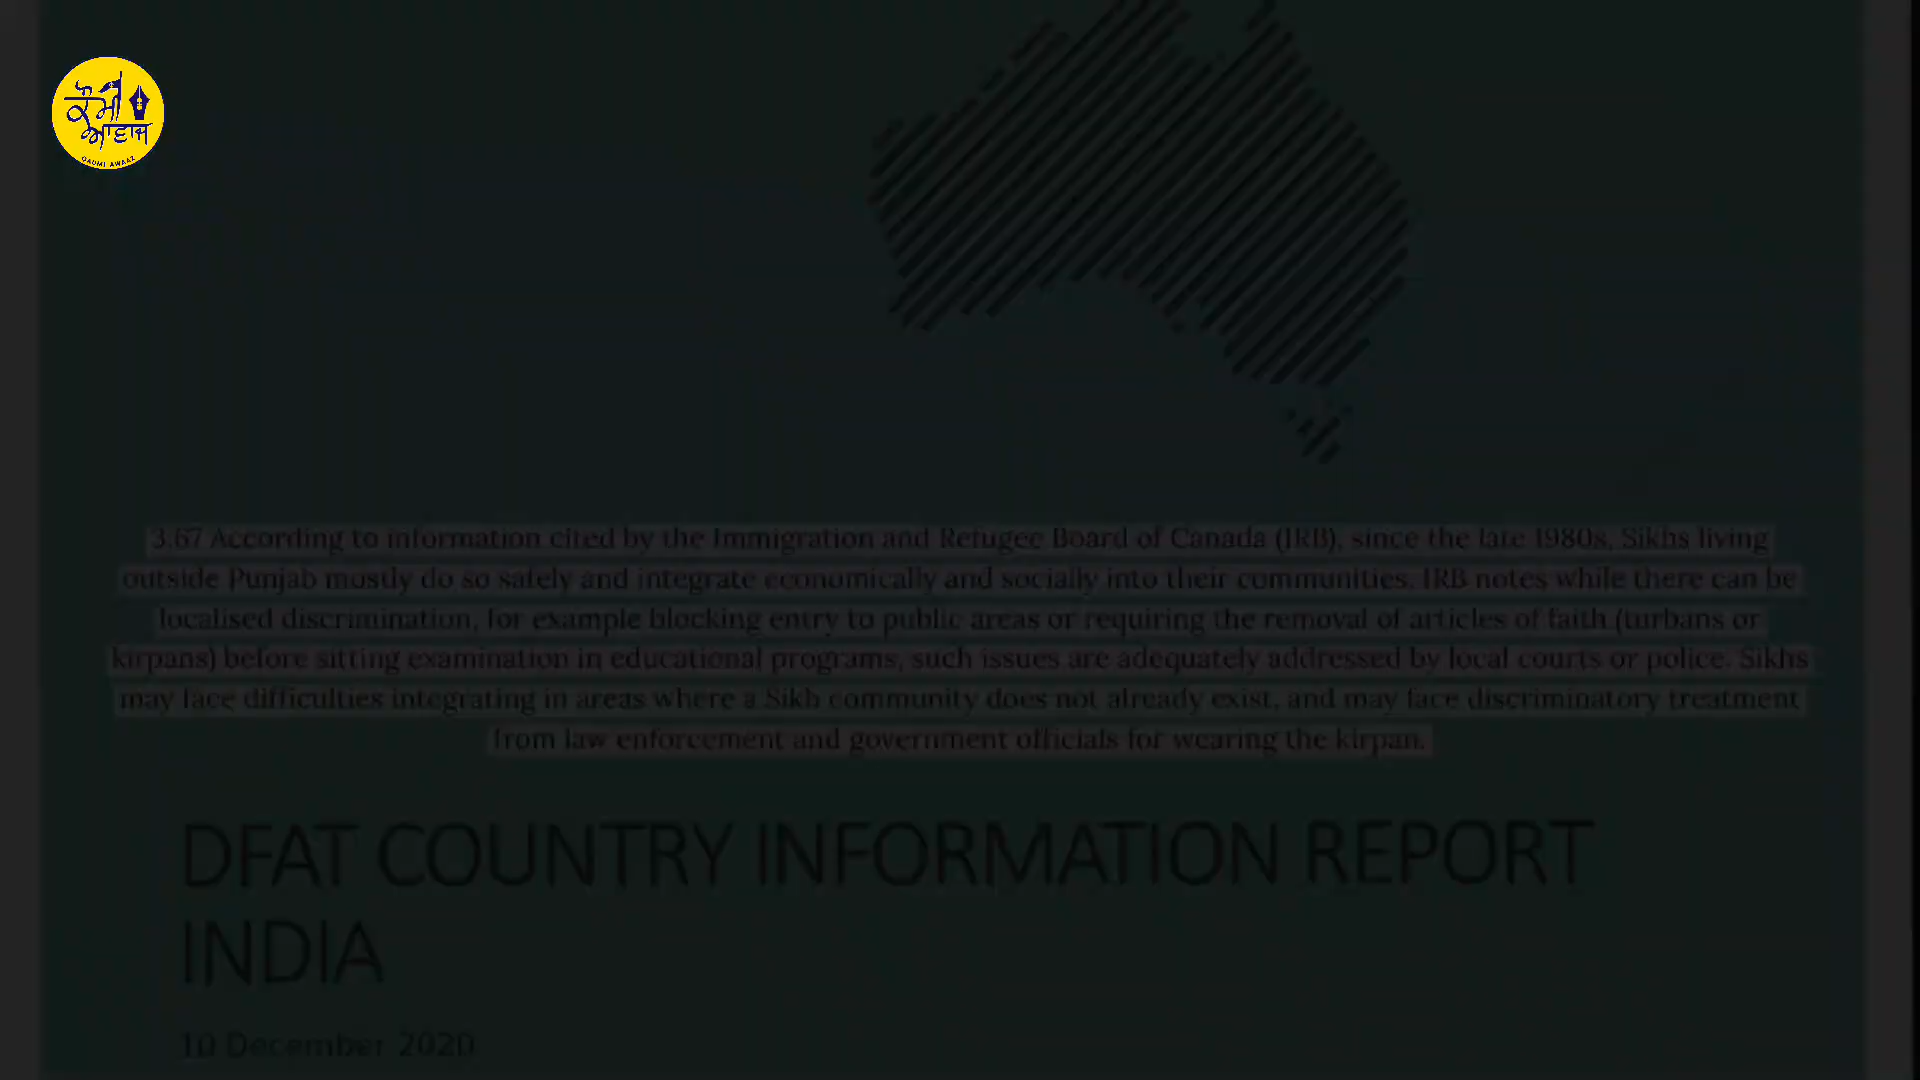 ਕੌਮੀ
ਆਵਾਜ਼
QAUMI AWAAZ
3.67 According to information cited by the Immigration and Refugee Board of Canada (IRB), since the late 1980s, Sikhs living
outside Punjab mostly do so safely and integrate economically and socially into their communities. IRB notes while there can be
localised discrimination, for example blocking entry to public areas or requiring the removal of articles of faith (turbans or
kirpans) before sitting examination in educational programs, such issues are adequately addressed by local courts or police. Sikhs
may face difficulties integrating in areas where a Sikh community does not already exist, and may face discriminatory treatment
from law enforcement and government officials for wearing the kirpan.
DFAT COUNTRY INFORMATION REPORT
INDIA
10 December 2020